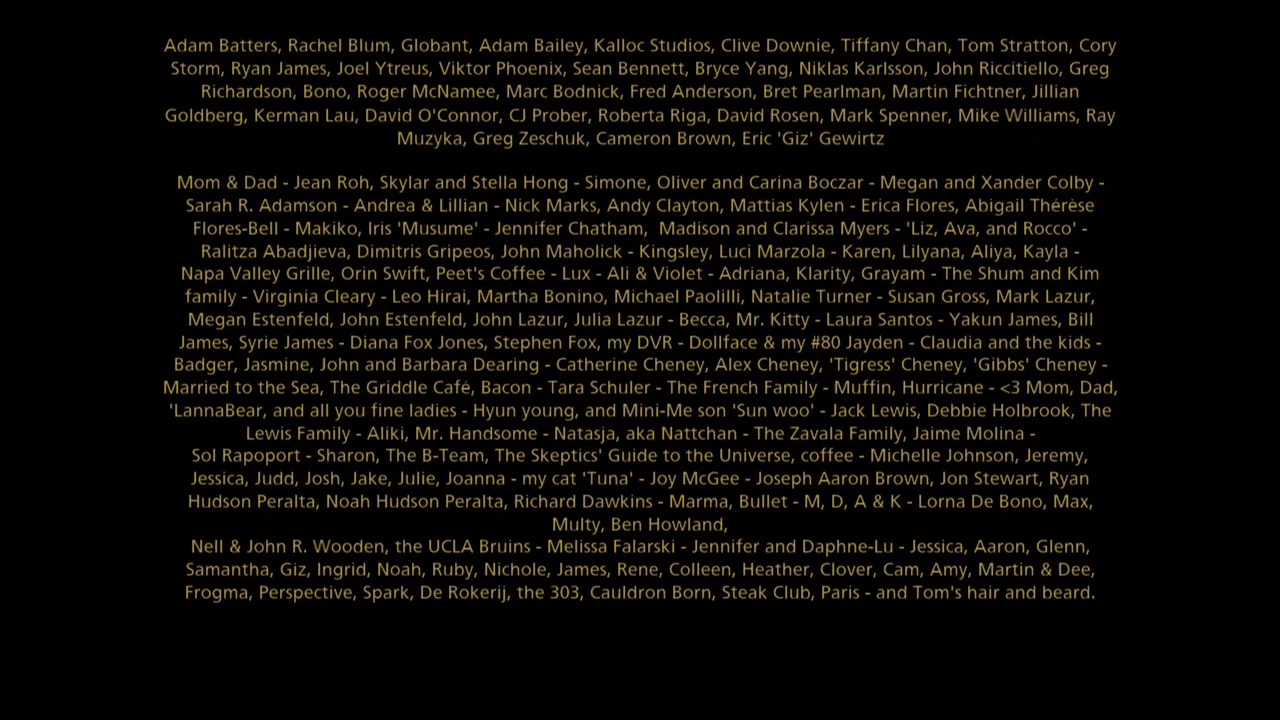 Adam Batters, Rachel Blum, Globant, Adam Bailey, Kalloc Studios, Clive Downie, Tiffany Chan, Tom Stratton, Cory
Storm, Ryan James, Joel Ytreus, Viktor Phoenix, Sean Bennett, Bryce Yang, Niklas Karlsson, John Riccitiello, Greg
Richardson, Bono, Roger McNamee, Marc Bodnick, Fred Anderson, Bret Pearlman, Martin Fichtner, Jillian
Goldberg, Kerman Lau, David O'Connor, CJ Prober, Roberta Riga, David Rosen, Mark Spenner, Mike Williams, Ray
Muzyka, Greg Zeschuk, Cameron Brown, Eric 'Giz' Gewirtz
Mom & Dad - Jean Roh, Skylar and Stella Hong - Simone, Oliver and Carina Boczar - Megan and Xander Colby -
Sarah R. Adamson - Andrea & Lillian - Nick Marks, Andy Clayton, Mattias Kylen - Erica Flores, Abigail Thérèse
Flores-Bell - Makiko, Iris 'Musume' - Jennifer Chatham,  Madison and Clarissa Myers - 'Liz, Ava, and Rocco' -
Ralitza Abadjieva, Dimitris Gripeos, John Maholick - Kingsley, Luci Marzola - Karen, Lilyana, Aliya, Kayla -
Napa Valley Grille, Orin Swift, Peet's Coffee - Lux - Ali & Violet - Adriana, Klarity, Grayam - The Shum and Kim
family - Virginia Cleary - Leo Hirai, Martha Bonino, Michael Paolilli, Natalie Turner - Susan Gross, Mark Lazur,
Megan Estenfeld, John Estenfeld, John Lazur, Julia Lazur - Becca, Mr. Kitty - Laura Santos - Yakun James, Bill
James, Syrie James - Diana Fox Jones, Stephen Fox, my DVR - Dollface & my #80 Jayden - Claudia and the kids -
Badger, Jasmine, John and Barbara Dearing - Catherine Cheney, Alex Cheney, 'Tigress' Cheney, 'Gibbs' Cheney -
Married to the Sea, The Griddle Café, Bacon - Tara Schuler - The French Family - Muffin, Hurricane - <3 Mom, Dad,
'LannaBear, and all you fine ladies - Hyun young, and Mini-Me son 'Sun woo' - Jack Lewis, Debbie Holbrook, The
Lewis Family - Aliki, Mr. Handsome - Natasja, aka Nattchan - The Zavala Family, Jaime Molina -
Sol Rapoport - Sharon, The B-Team, The Skeptics' Guide to the Universe, coffee - Michelle Johnson, Jeremy,
Jessica, Judd, Josh, Jake, Julie, Joanna - my cat 'Tuna' - Joy McGee - Joseph Aaron Brown, Jon Stewart, Ryan
Hudson Peralta, Noah Hudson Peralta, Richard Dawkins - Marma, Bullet - M, D, A & K - Lorna De Bono, Max,
Multy, Ben Howland,
Nell & John R. Wooden, the UCLA Bruins - Melissa Falarski - Jennifer and Daphne-Lu - Jessica, Aaron, Glenn,
Samantha, Giz, Ingrid, Noah, Ruby, Nichole, James, Rene, Colleen, Heather, Clover, Cam, Amy, Martin & Dee,
Frogma, Perspective, Spark, De Rokerij, the 303, Cauldron Born, Steak Club, Paris - and Tom's hair and beard.